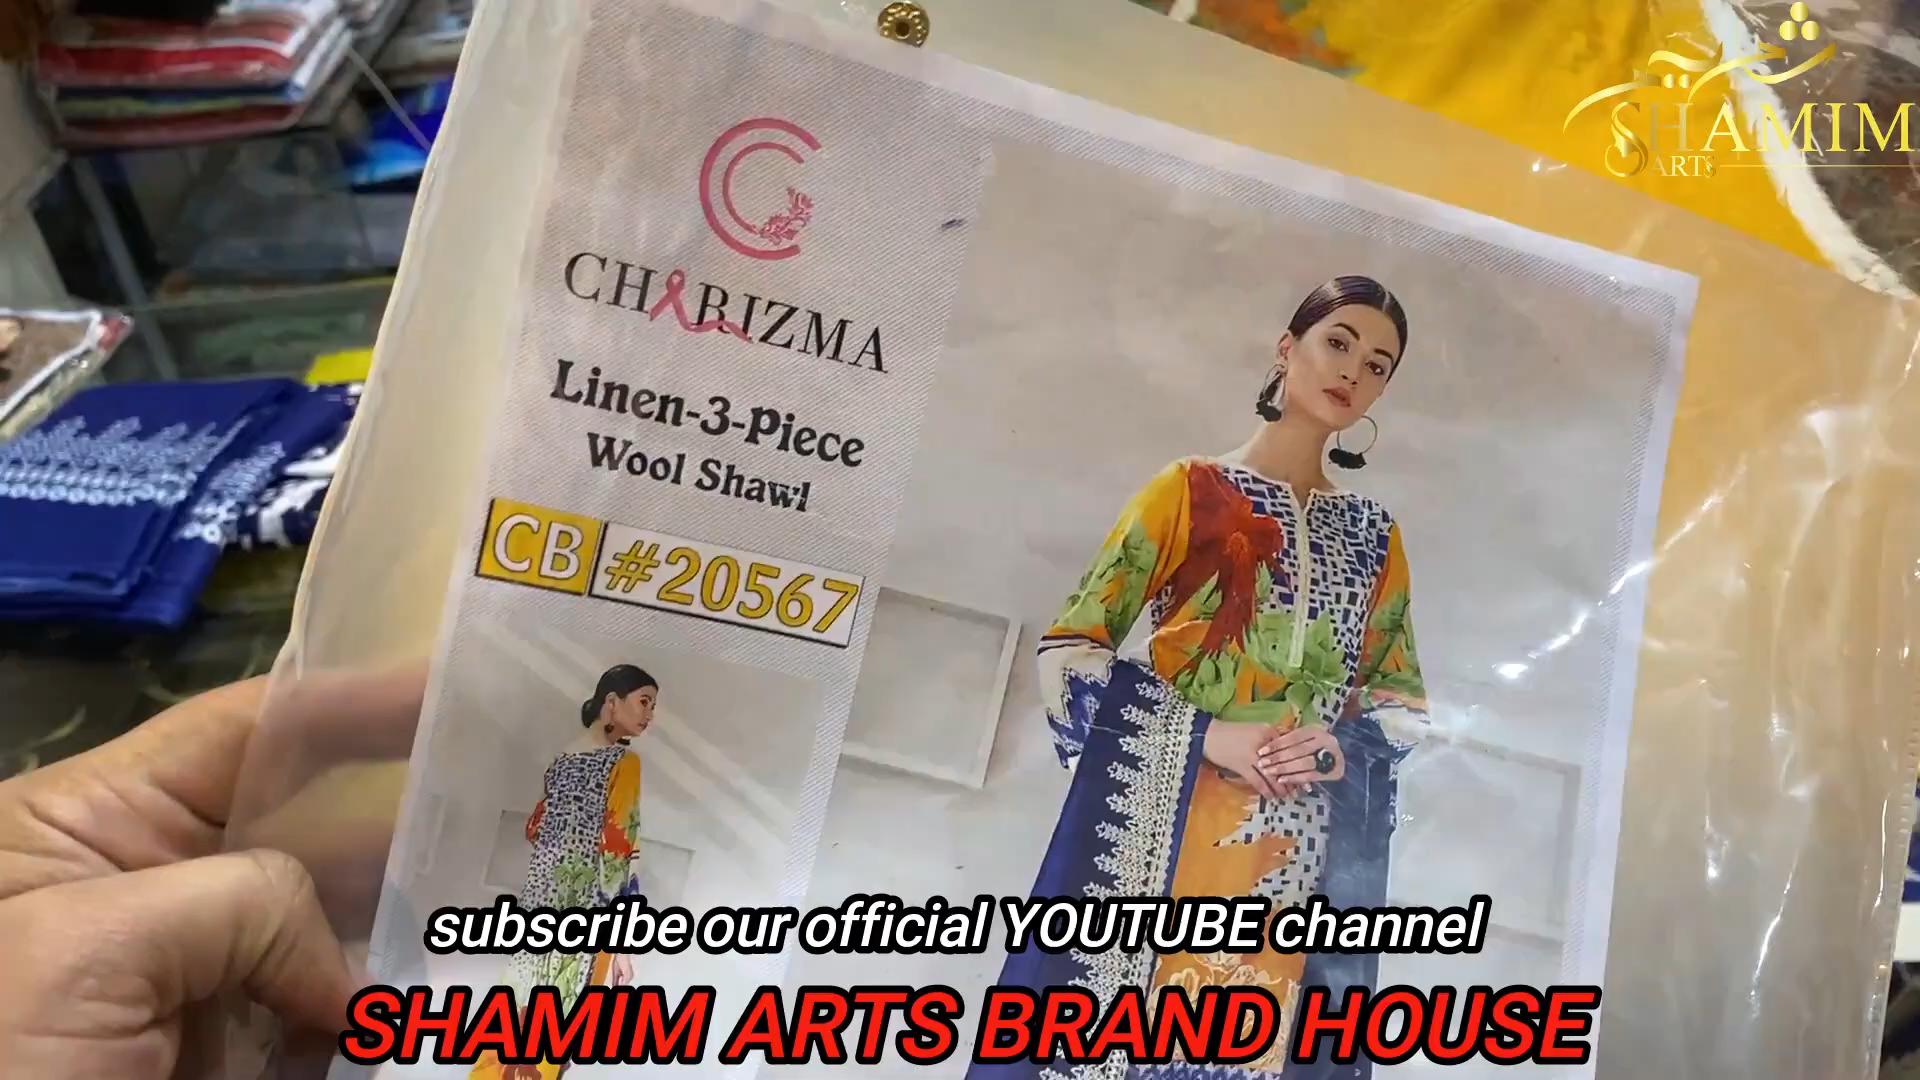 SHAMIM
ARTS
CHARIZMA
Linen-3-Piece
Wool Shawl
CB #20567
subscribe our official YOUTUBE channel
SHAMIM ARTS BRAND HOUSE